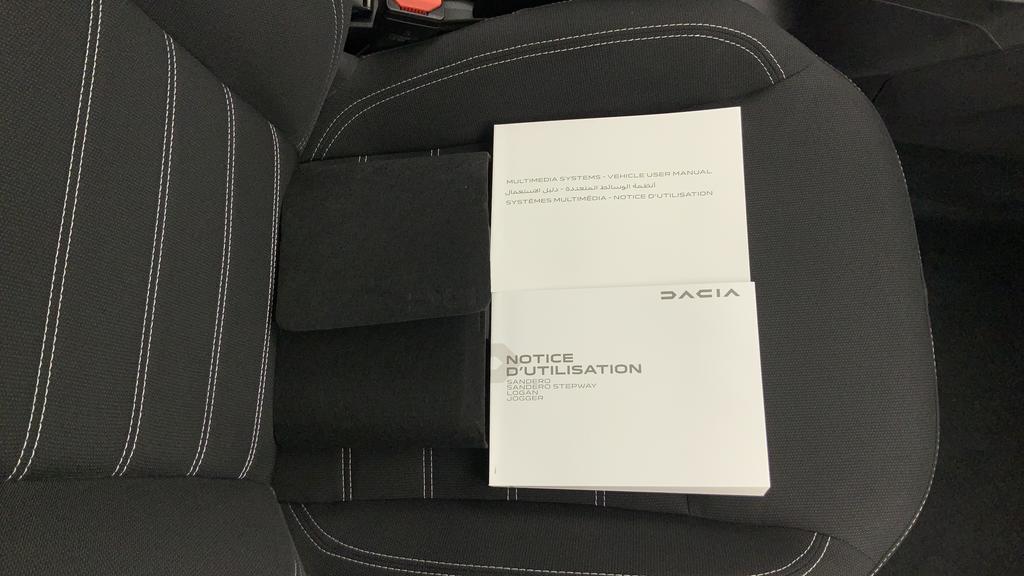 MULTIMEDIA SYSTEMS - VEHICLE USER MANUAL
أنظمة الوسائط المتعددة - دليل الاستعمال
SYSTÈMES MULTIMÉDIA - NOTICE D'UTILISATION
DACIA
NOTICE
D'UTILISATION
SANDERO
SANDERO STEPWAY
LOGAN
JOGGER